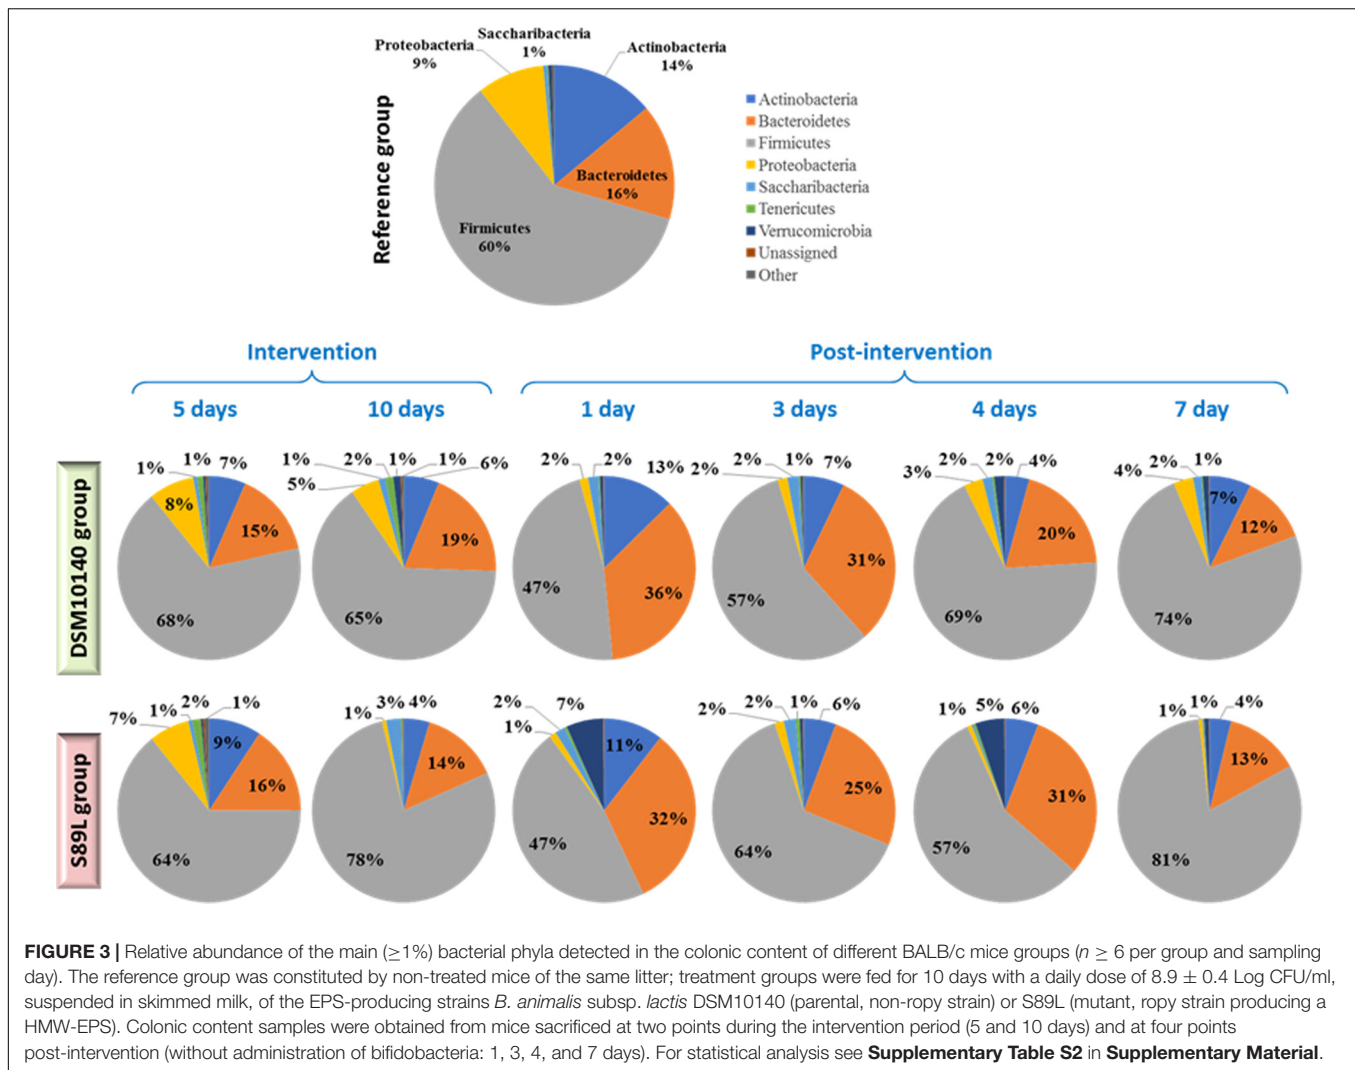 Saccharibacteria
1%
Proteobacteria
9%
Actinobacteria
14%
Reference group
Bacteroidetes
16%
Firmicutes
60%
Actinobacteria
Bacteroidetes
Firmicutes
Proteobacteria
Saccharibacteria
Tenericutes
Verrucomicrobia
Unassigned
Other
Intervention
Post-intervention
5 days
10 days
1 day
3 days
4 days
7 day
DSM10140 group
1% 1% 7%
8%
15%
68%
1% 2% 1% 1% 6%
5%
19%
65%
2% 2% 13%
47%
36%
2% 2% 1% 7%
31%
57%
3% 2% 2% 4%
20%
69%
4% 2% 1%
7%
12%
74%
S89L group
7% 1% 2% 1%
9%
16%
64%
1% 3% 4%
14%
78%
2% 7%
1%
11%
32%
47%
2% 2% 1% 6%
25%
64%
1% 5% 6%
31%
57%
1% 1% 4%
13%
81%
FIGURE 3 | Relative abundance of the main (≥1%) bacterial phyla detected in the colonic content of different BALB/c mice groups (n ≥ 6 per group and sampling
day). The reference group was constituted by non-treated mice of the same litter; treatment groups were fed for 10 days with a daily dose of 8.9 ± 0.4 Log CFU/ml,
suspended in skimmed milk, of the EPS-producing strains B. animalis subsp. lactis DSM10140 (parental, non-ropy strain) or S89L (mutant, ropy strain producing a
HMW-EPS). Colonic content samples were obtained from mice sacrificed at two points during the intervention period (5 and 10 days) and at four points
post-intervention (without administration of bifidobacteria: 1, 3, 4, and 7 days). For statistical analysis see Supplementary Table S2 in Supplementary Material.